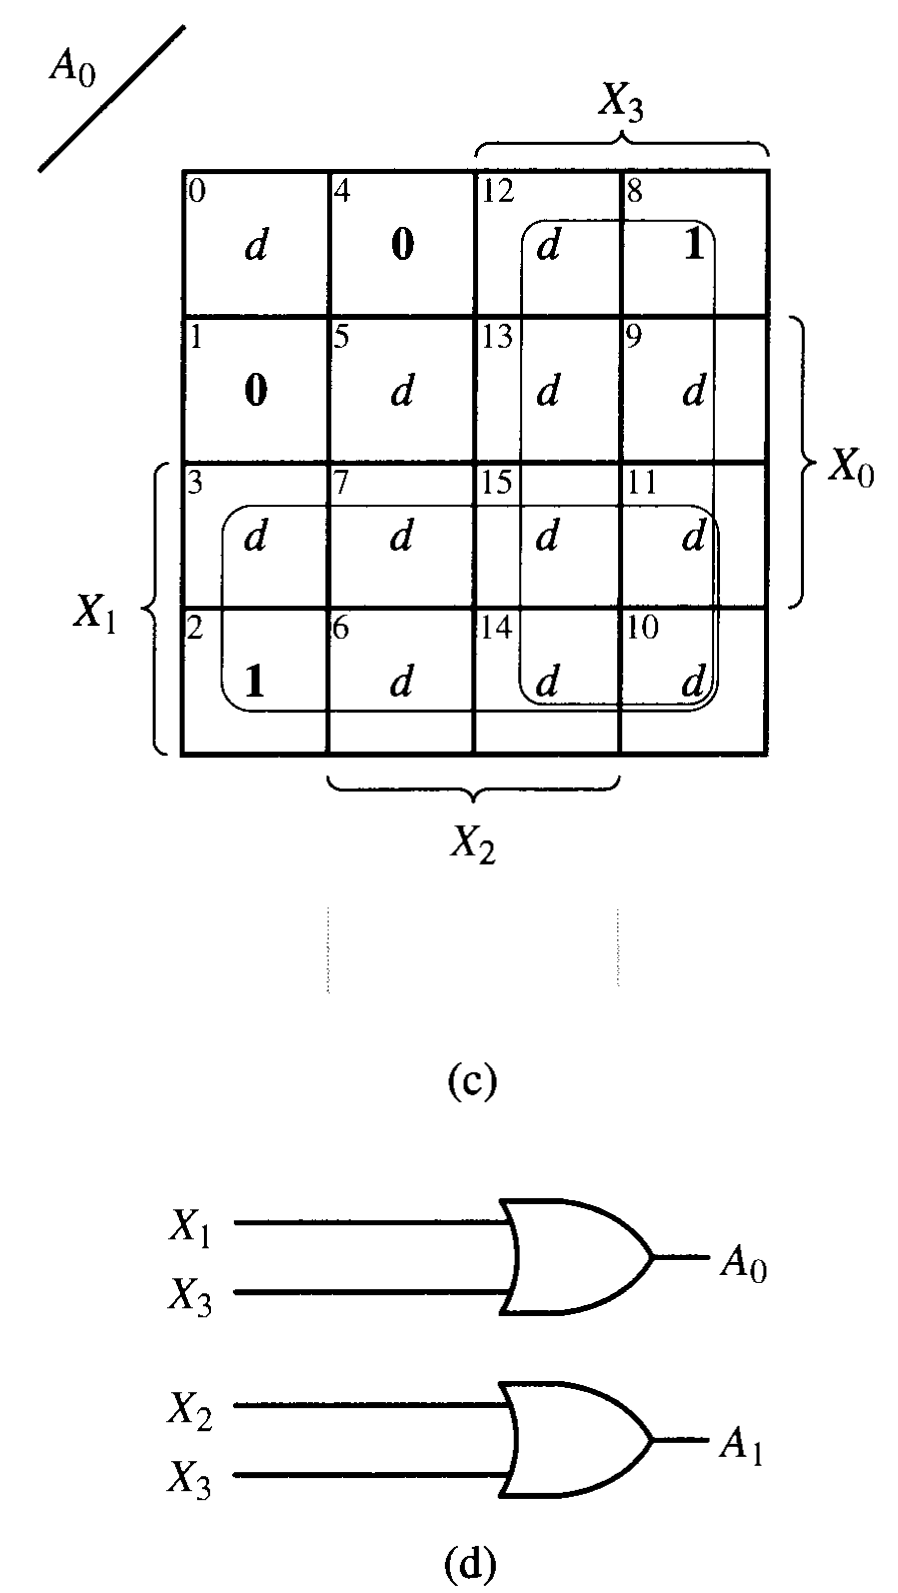 A0
X3
0 4 12 8
d 0 d 1
1 5 13 9
0 d d d
X0
3 7 15 11
d d d d
X1
2 6 14 10
1 d d d
X2
(c)
X1
A0
X3
X2
A1
X3
(d)